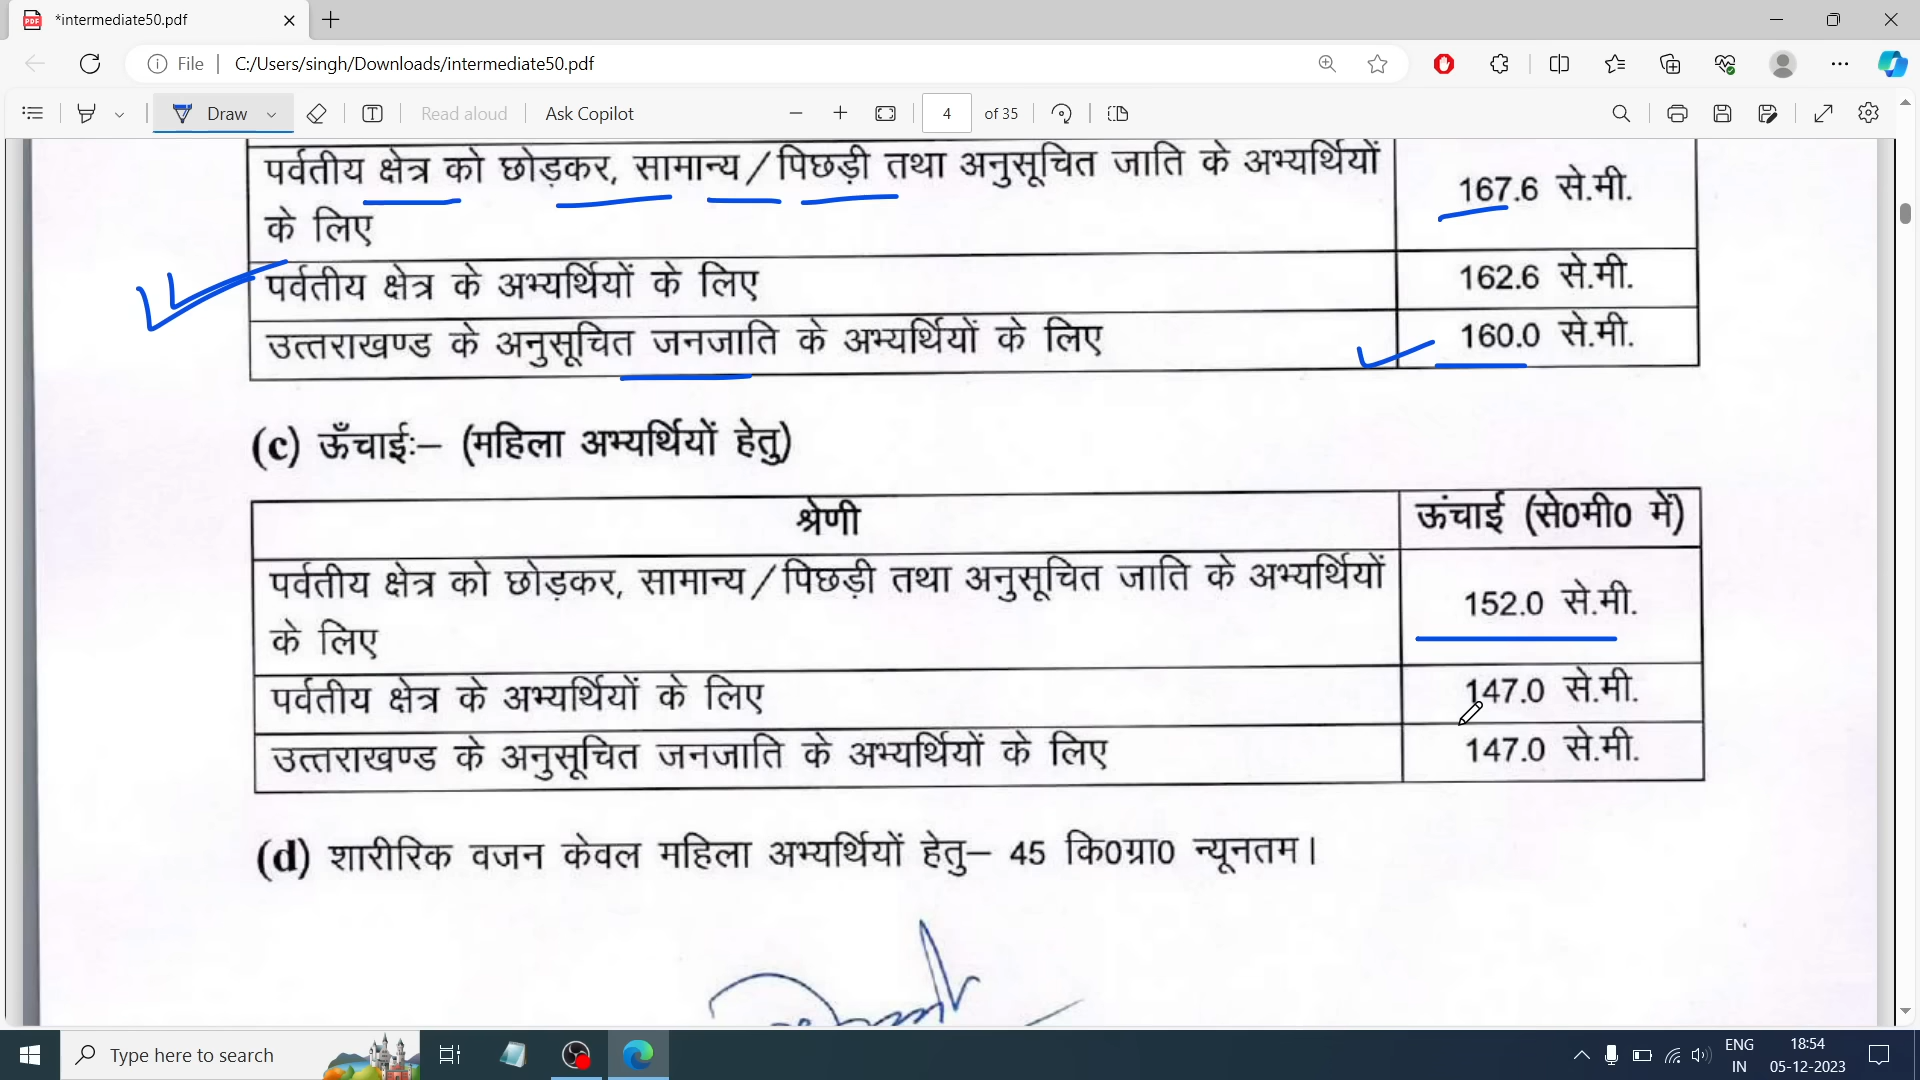 *intermediate50.pdf
File
C:/Users/singh/Downloads/intermediate50.pdf
Draw
Read aloud
Ask Copilot
4 of 35
पर्वतीय क्षेत्र को छोड़कर, सामान्य/पिछड़ी तथा अनुसूचित जाति के अभ्यर्थियों
के लिए
167.6 से.मी.
पर्वतीय क्षेत्र के अभ्यर्थियों के लिए 162.6 से.मी.
उत्तराखण्ड के अनुसूचित जनजाति के अभ्यर्थियों के लिए 160.0 से.मी.
(c) ऊँचाईः– (महिला अभ्यर्थियों हेतु)
श्रेणी ऊंचाई (से0मी0 में)
पर्वतीय क्षेत्र को छोड़कर, सामान्य/पिछड़ी तथा अनुसूचित जाति के अभ्यर्थियों
के लिए
152.0 से.मी.
पर्वतीय क्षेत्र के अभ्यर्थियों के लिए 147.0 से.मी.
उत्तराखण्ड के अनुसूचित जनजाति के अभ्यर्थियों के लिए 147.0 से.मी.
(d) शारीरिक वजन केवल महिला अभ्यर्थियों हेतु– 45 कि0ग्रा0 न्यूनतम।
Type here to search
ENG
IN
18:54
05-12-2023